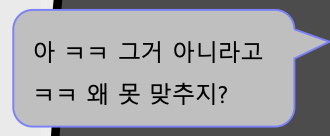 아 ㅋㅋ 그거 아니라고
ㅋㅋ 왜 못 맞추지?